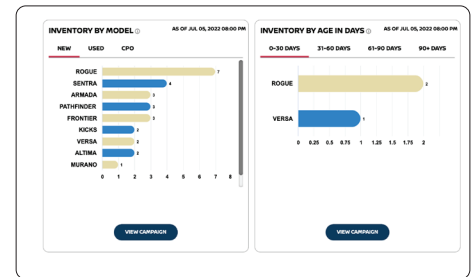 INVENTORY BY MODEL
AS OF JUL 05, 2022 08:00 PM
NEW USED CPO
ROGUE 7
SENTRA 4
ARMADA 3
PATHFINDER 3
FRONTIER 3
KICKS 2
VERSA 2
ALTIMA 2
MURANO 1
0 1 2 3 4 5 6 7 8
VIEW CAMPAIGN
INVENTORY BY AGE IN DAYS
AS OF JUL 05, 2022 08:00 PM
0-30 DAYS 31-60 DAYS 61-90 DAYS 90+ DAYS
ROGUE 2
VERSA 1
0 0.25 0.5 0.75 1 1.25 1.5 1.75 2
VIEW CAMPAIGN